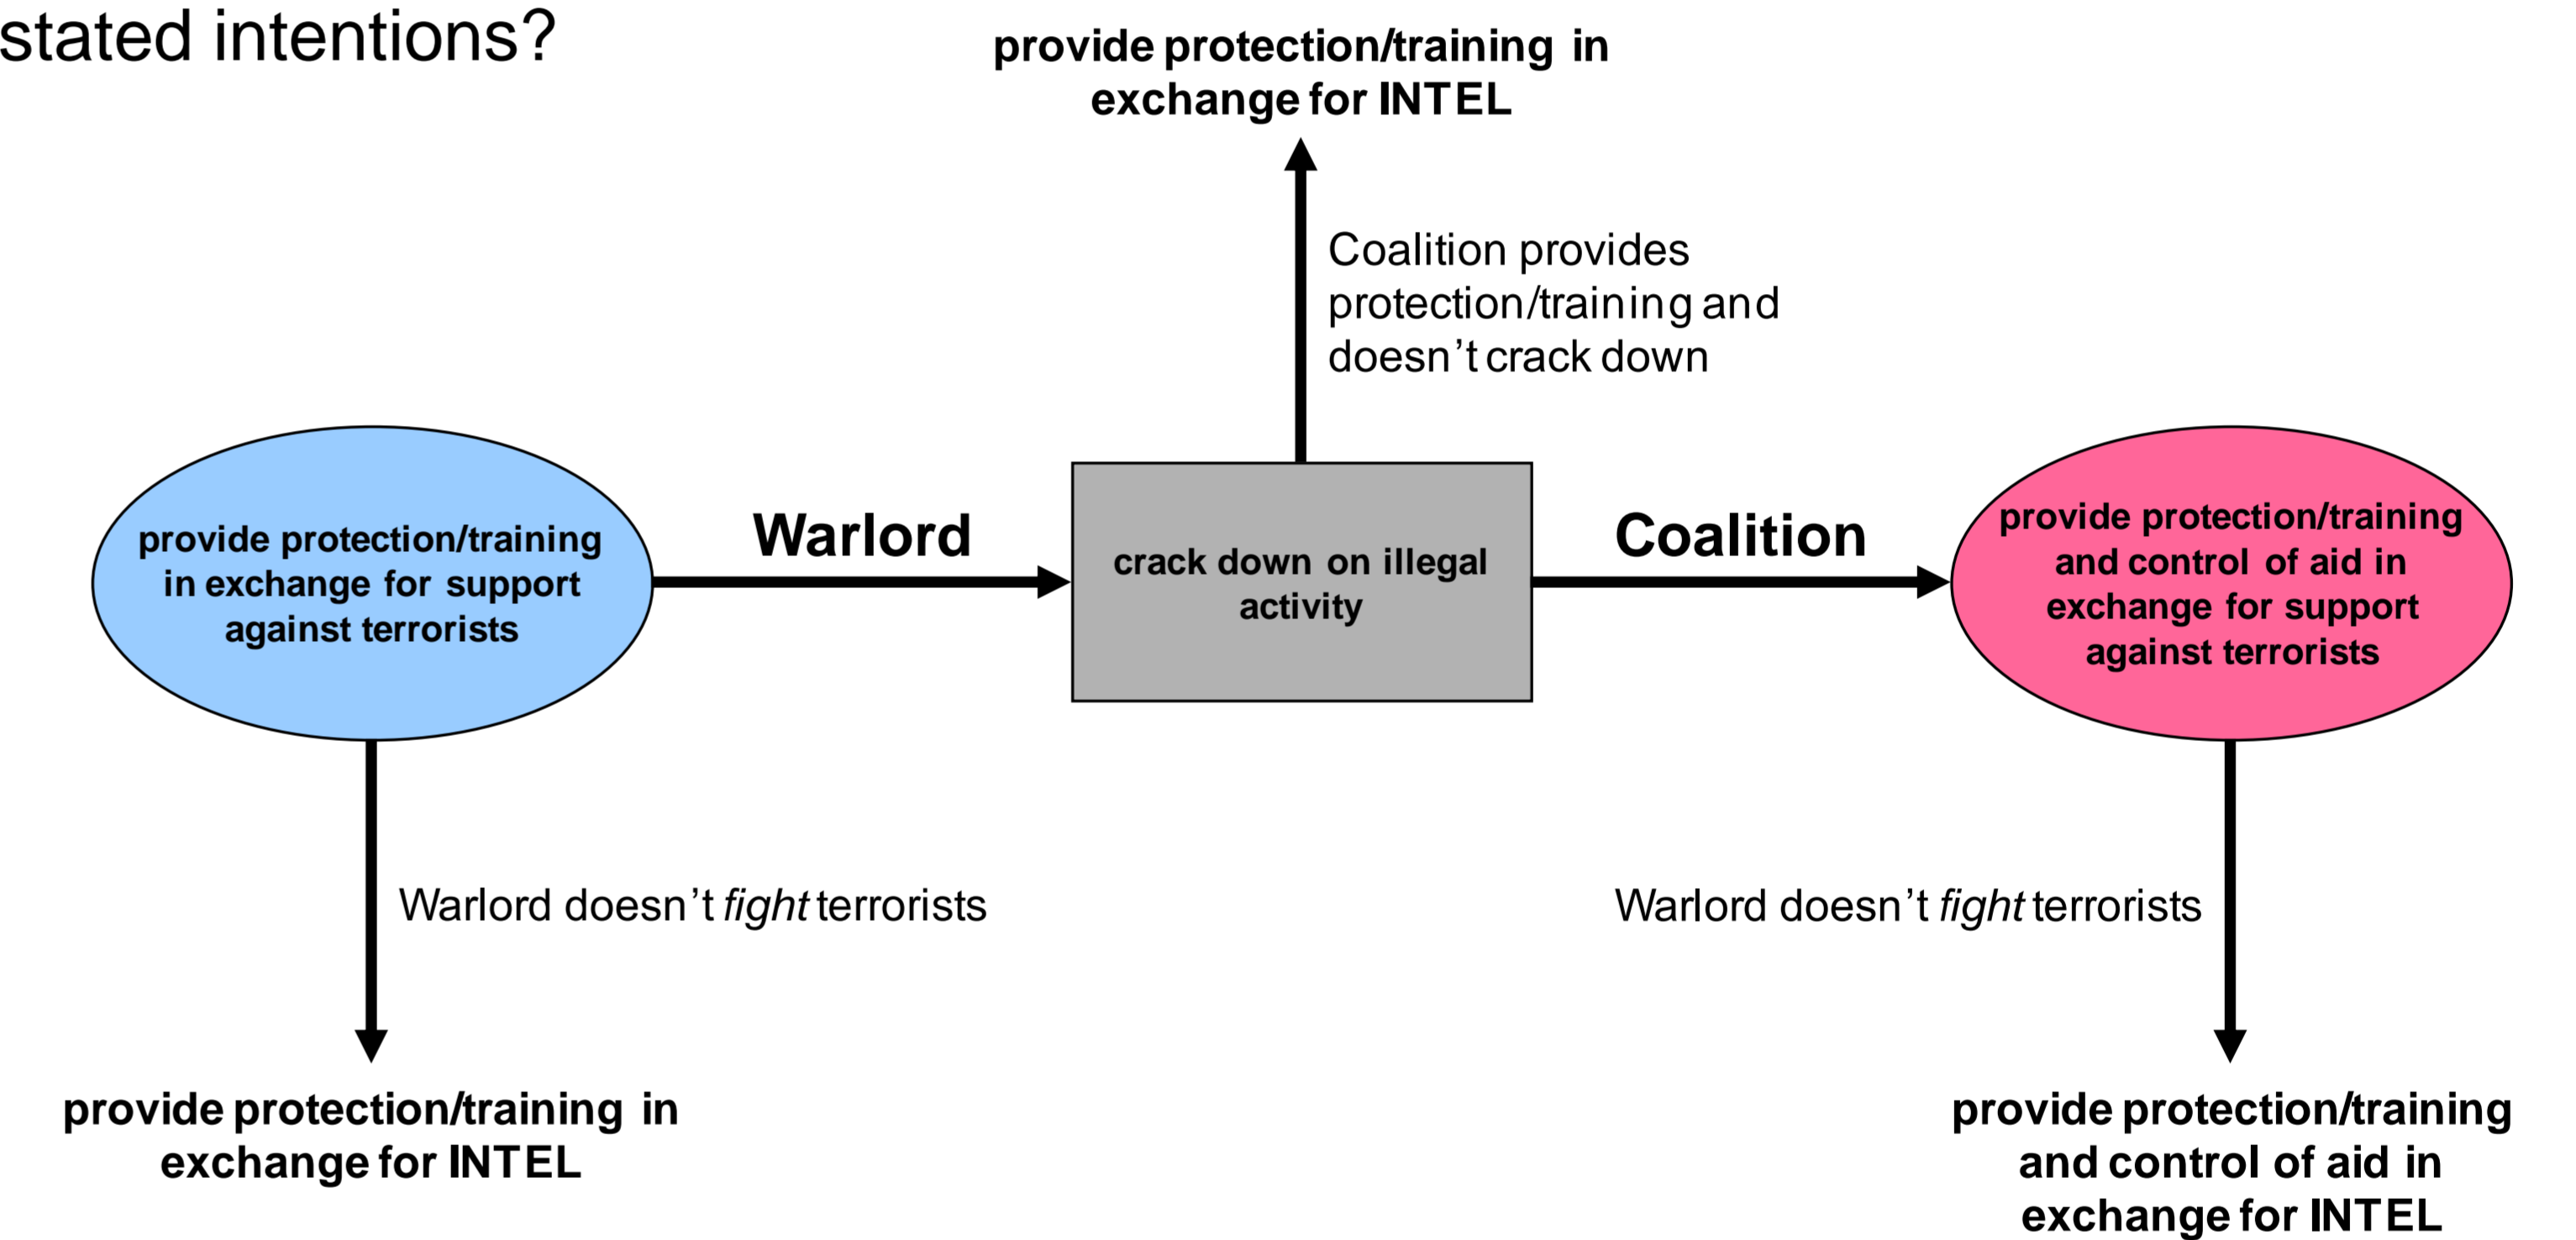 stated intentions?
provide protection/training in
exchange for INTEL
Coalition provides
protection/training and
doesn't crack down
provide protection/training
in exchange for support
against terrorists
Warlord
crack down on illegal
activity
Coalition
provide protection/training
and control of aid in
exchange for support
against terrorists
Warlord doesn't fight terrorists
Warlord doesn't fight terrorists
provide protection/training in
exchange for INTEL
provide protection/training
and control of aid in
exchange for INTEL